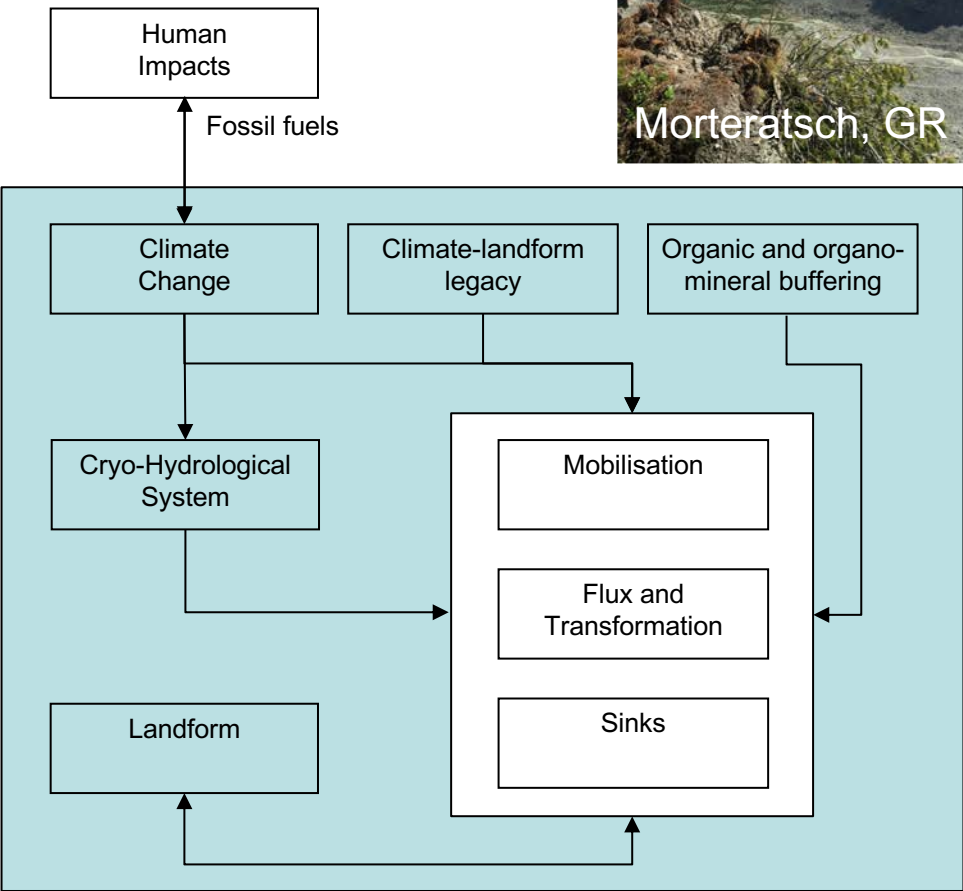 Human
Impacts
Morteratsch, GR
Fossil fuels
Climate
Change
Climate-landform
legacy
Organic and organo-
mineral buffering
Cryo-Hydrological
System
Mobilisation
Flux and
Transformation
Landform
Sinks